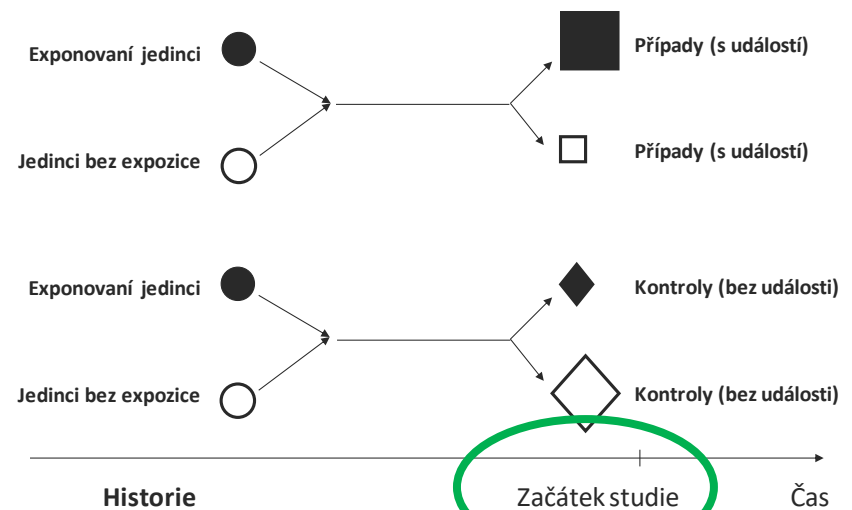 Exponovaní jedinci
Případy (s událostí)
Jedinci bez expozice
Případy (s událostí)
Exponovaní jedinci
Kontroly (bez události)
Jedinci bez expozice
Kontroly (bez události)
Historie
Začátek studie
Čas